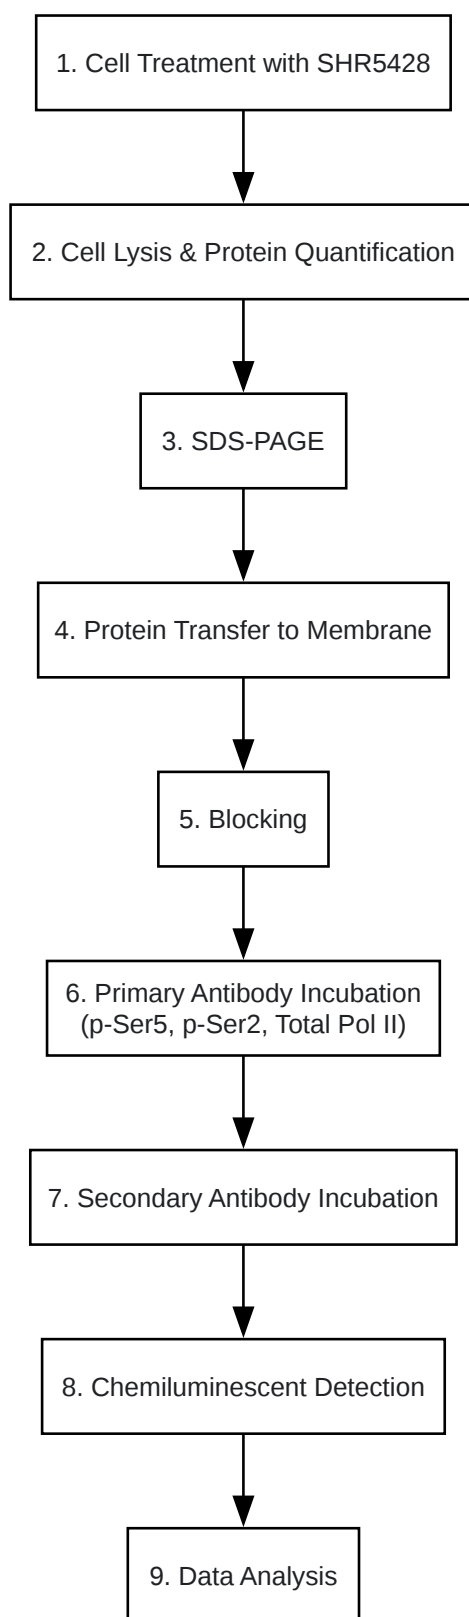 1. Cell Treatment with SHR5428
2. Cell Lysis & Protein Quantification
3. SDS-PAGE
4. Protein Transfer to Membrane
5. Blocking
6. Primary Antibody Incubation
(p-Ser5, p-Ser2, Total Pol II)
7. Secondary Antibody Incubation
8. Chemiluminescent Detection
9. Data Analysis